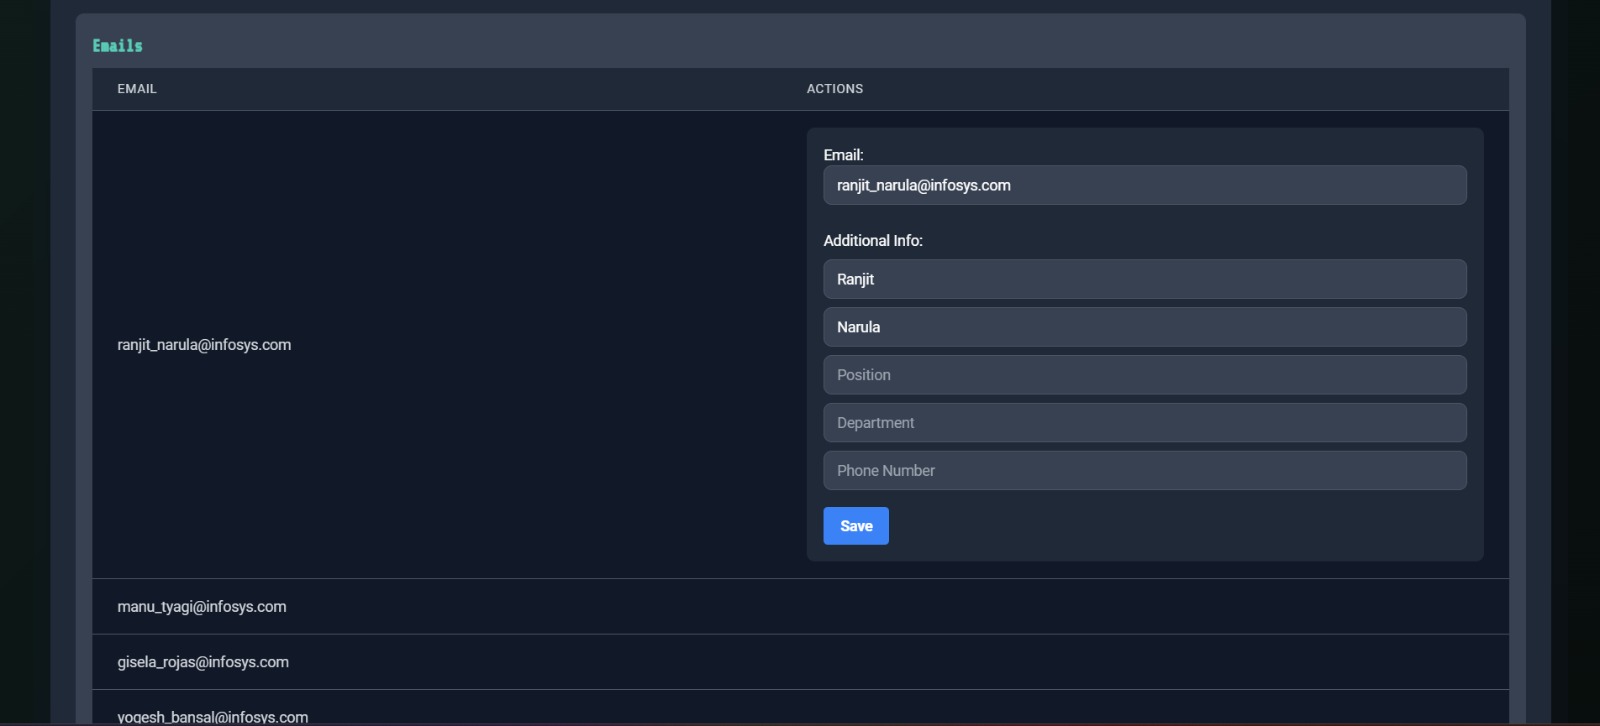 Emails
EMAIL
ACTIONS
ranjit_narula@infosys.com
Email:
ranjit_narula@infosys.com
Additional Info:
Ranjit
Narula
Position
Department
Phone Number
Save
manu_tyagi@infosys.com
gisela_rojas@infosys.com
yogesh_bansal@infosys.com